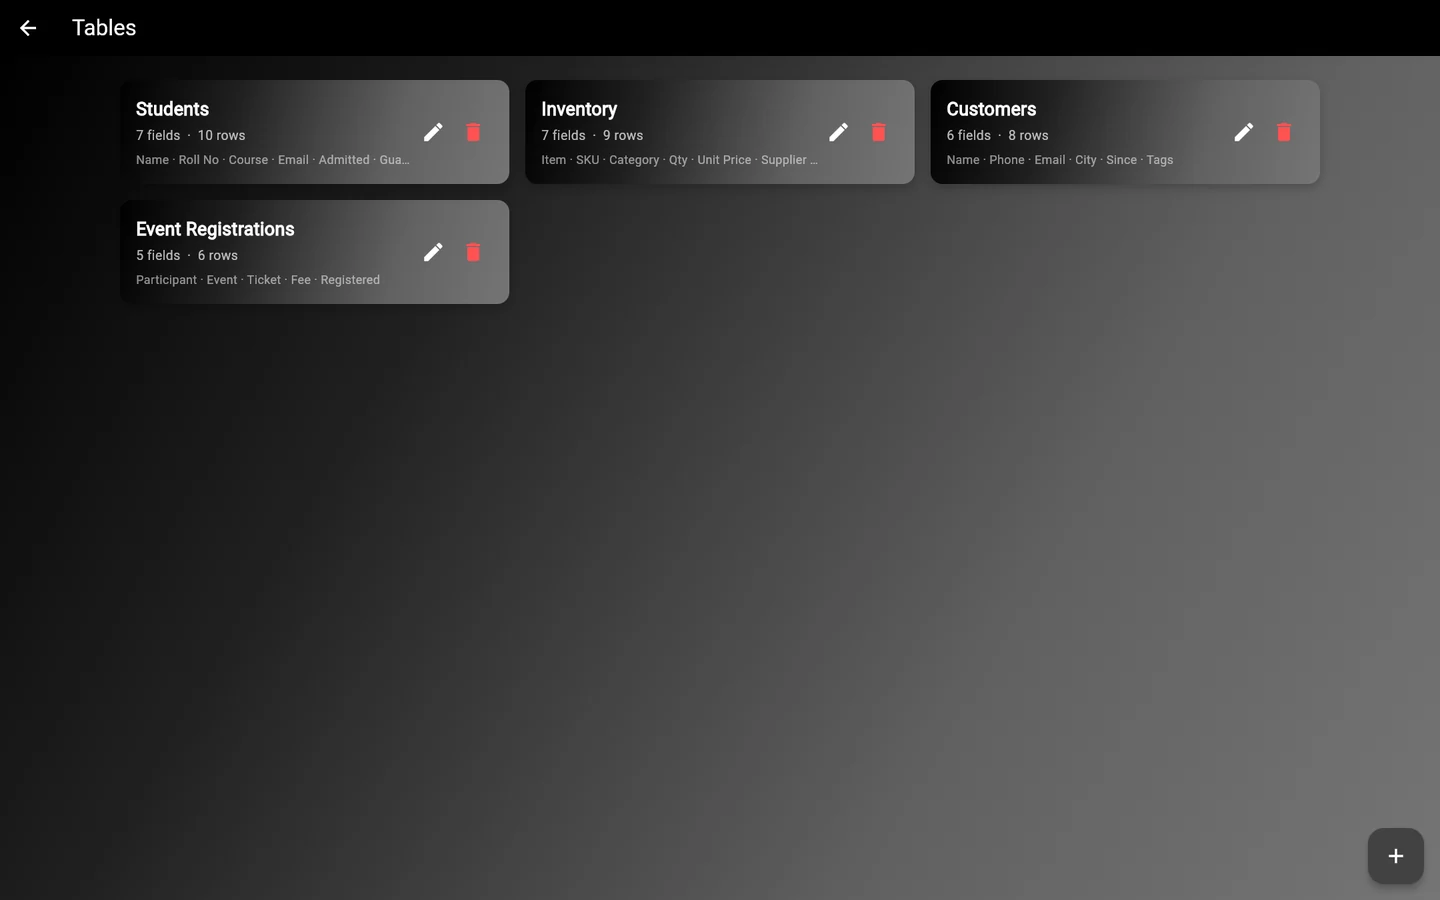 Tables
Students
7 fields · 10 rows
Name · Roll No · Course · Email · Admitted · Gua...
Inventory
7 fields · 9 rows
Item · SKU · Category · Qty · Unit Price · Supplier ...
Customers
6 fields · 8 rows
Name · Phone · Email · City · Since · Tags
Event Registrations
5 fields · 6 rows
Participant · Event · Ticket · Fee · Registered